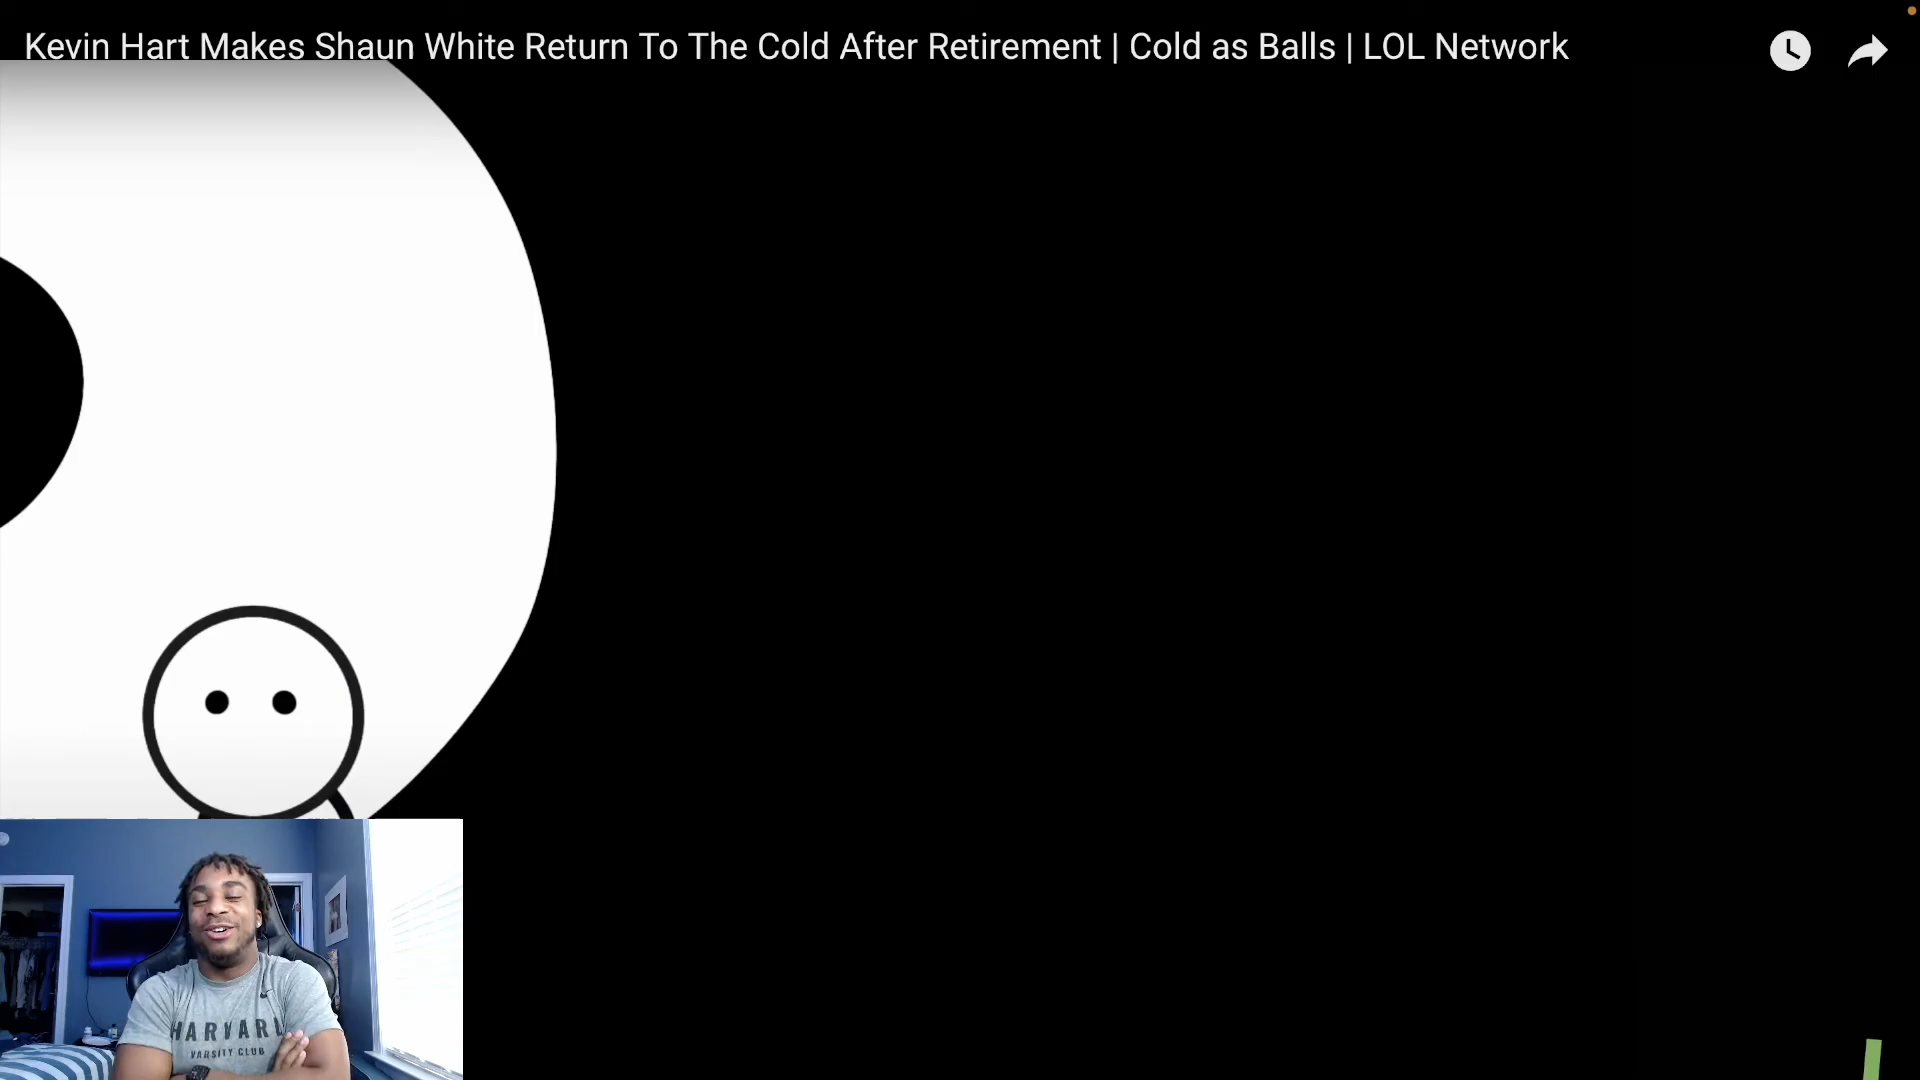 Kevin Hart Makes Shaun White Return To The Cold After Retirement | Cold as Balls | LOL Network
HARVARD
VARSITY CLUB